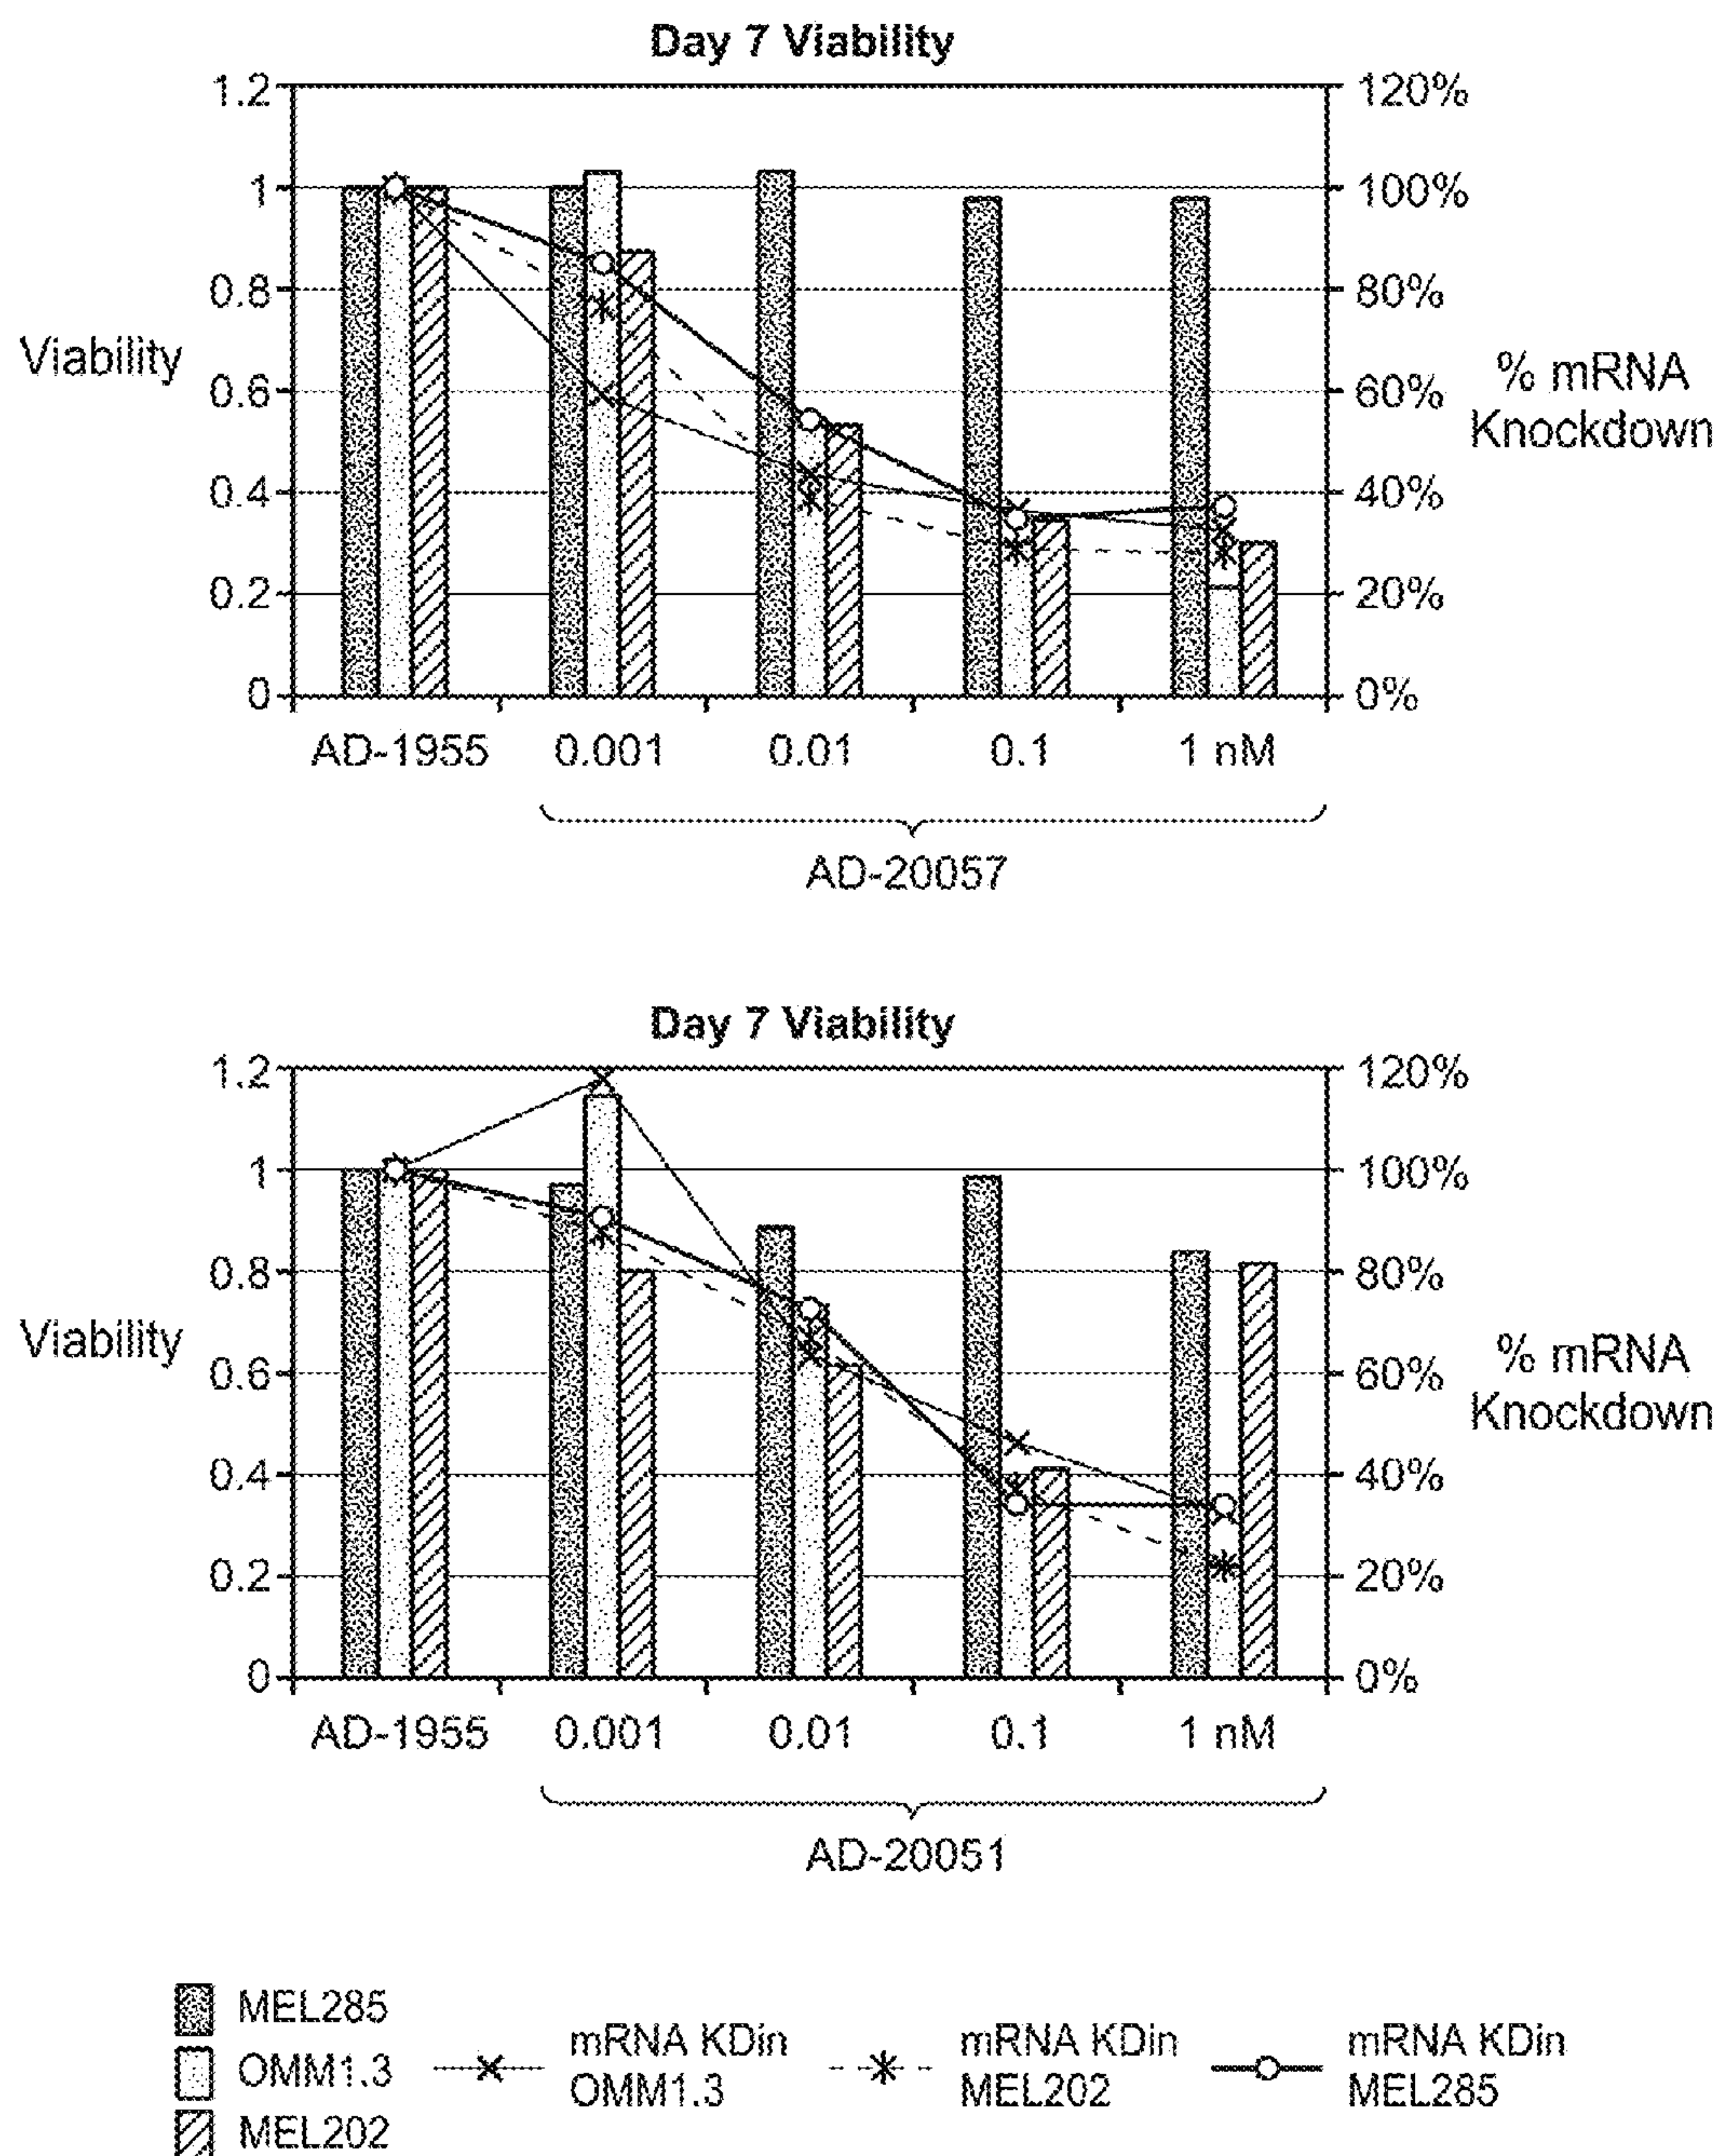 Day 7 Viability
1.2
1
0.8
0.6
0.4
0.2
0
Viability
120%
100%
80%
60%
40%
20%
0%
% mRNA
Knockdown
AD-1955 0.001 0.01 0.1 1 nM
AD-20057
Day 7 Viability
1.2
1
0.8
0.6
0.4
0.2
0
Viability
120%
100%
80%
60%
40%
20%
0%
% mRNA
Knockdown
AD-1955 0.001 0.01 0.1 1 nM
AD-20051
MEL285
OMM1.3
MEL202
mRNA KDin
OMM1.3
mRNA KDin
MEL202
mRNA KDin
MEL285